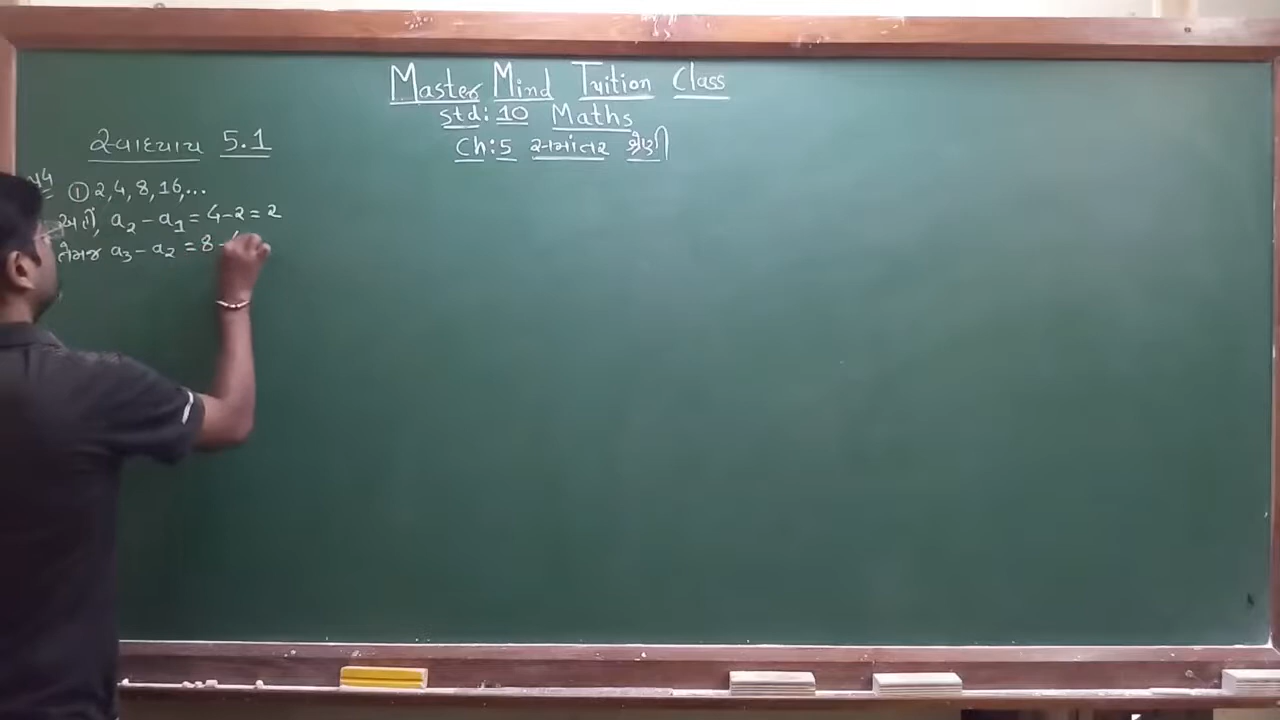 Master Mind Tuition Class
std: 10 Maths
Ch: 5 સમાંતર શ્રેણી
સ્વાધ્યાય 5.1
① 2, 4, 8, 16, ...
અહીં, a₂ - a₁ = 4 - 2 = 2
તેમજ a₃ - a₂ = 8 -